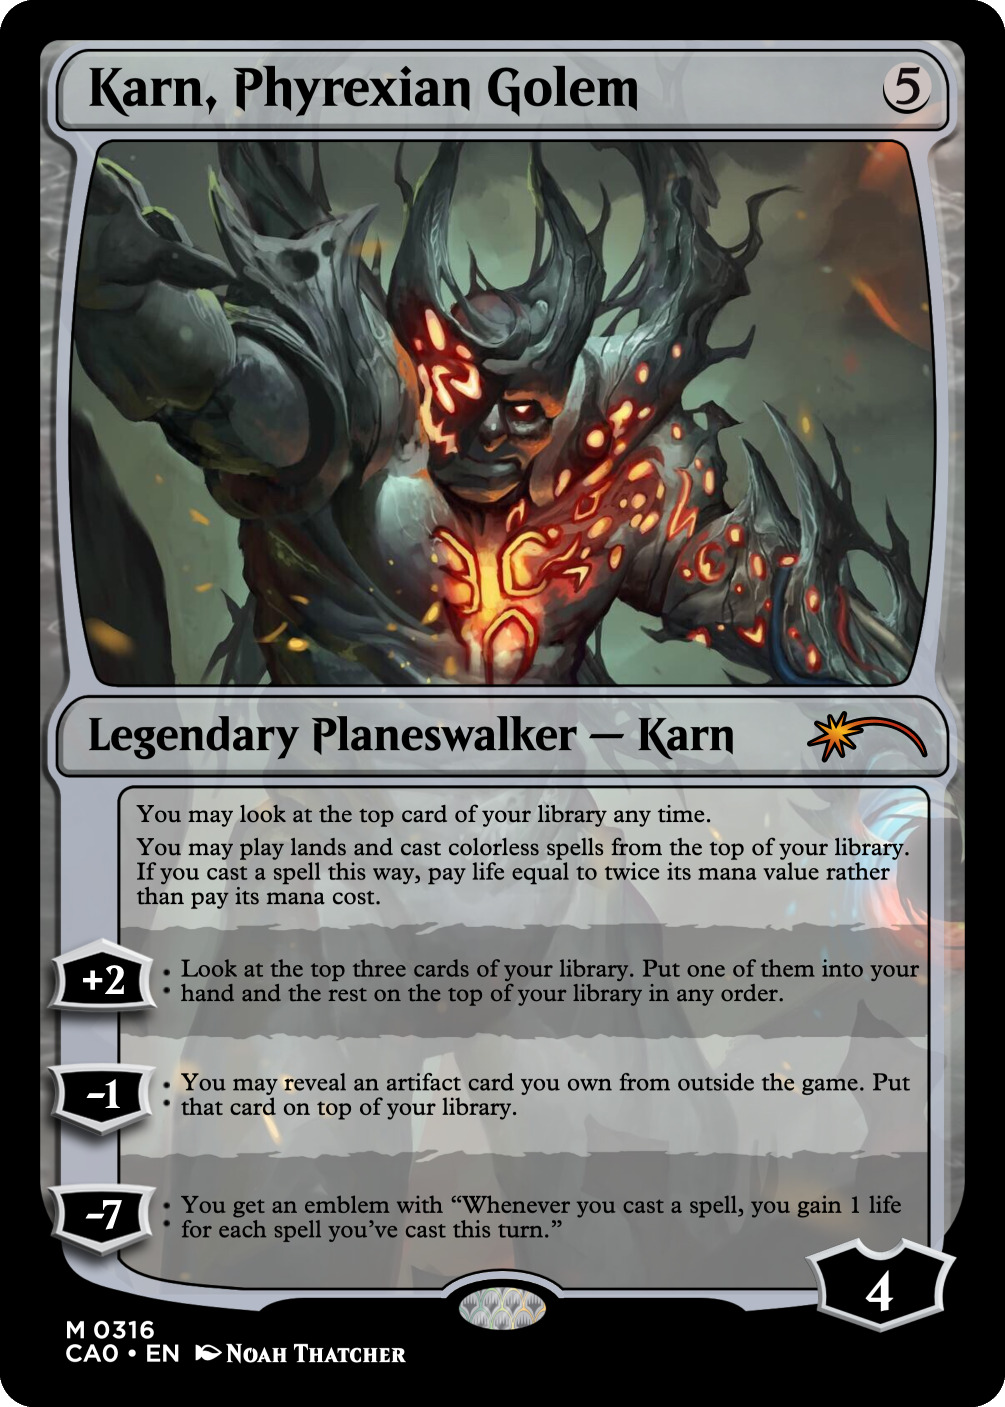 Karn, Phyrexian Golem
5
Legendary Planeswalker – Karn
You may look at the top card of your library any time.
You may play lands and cast colorless spells from the top of your library.
If you cast a spell this way, pay life equal to twice its mana value rather
than pay its mana cost.
+2
Look at the top three cards of your library. Put one of them into your
hand and the rest on the top of your library in any order.
–1
You may reveal an artifact card you own from outside the game. Put
that card on top of your library.
–7
You get an emblem with “Whenever you cast a spell, you gain 1 life
for each spell you’ve cast this turn.”
4
M 0316
CAO • EN Noah Thatcher